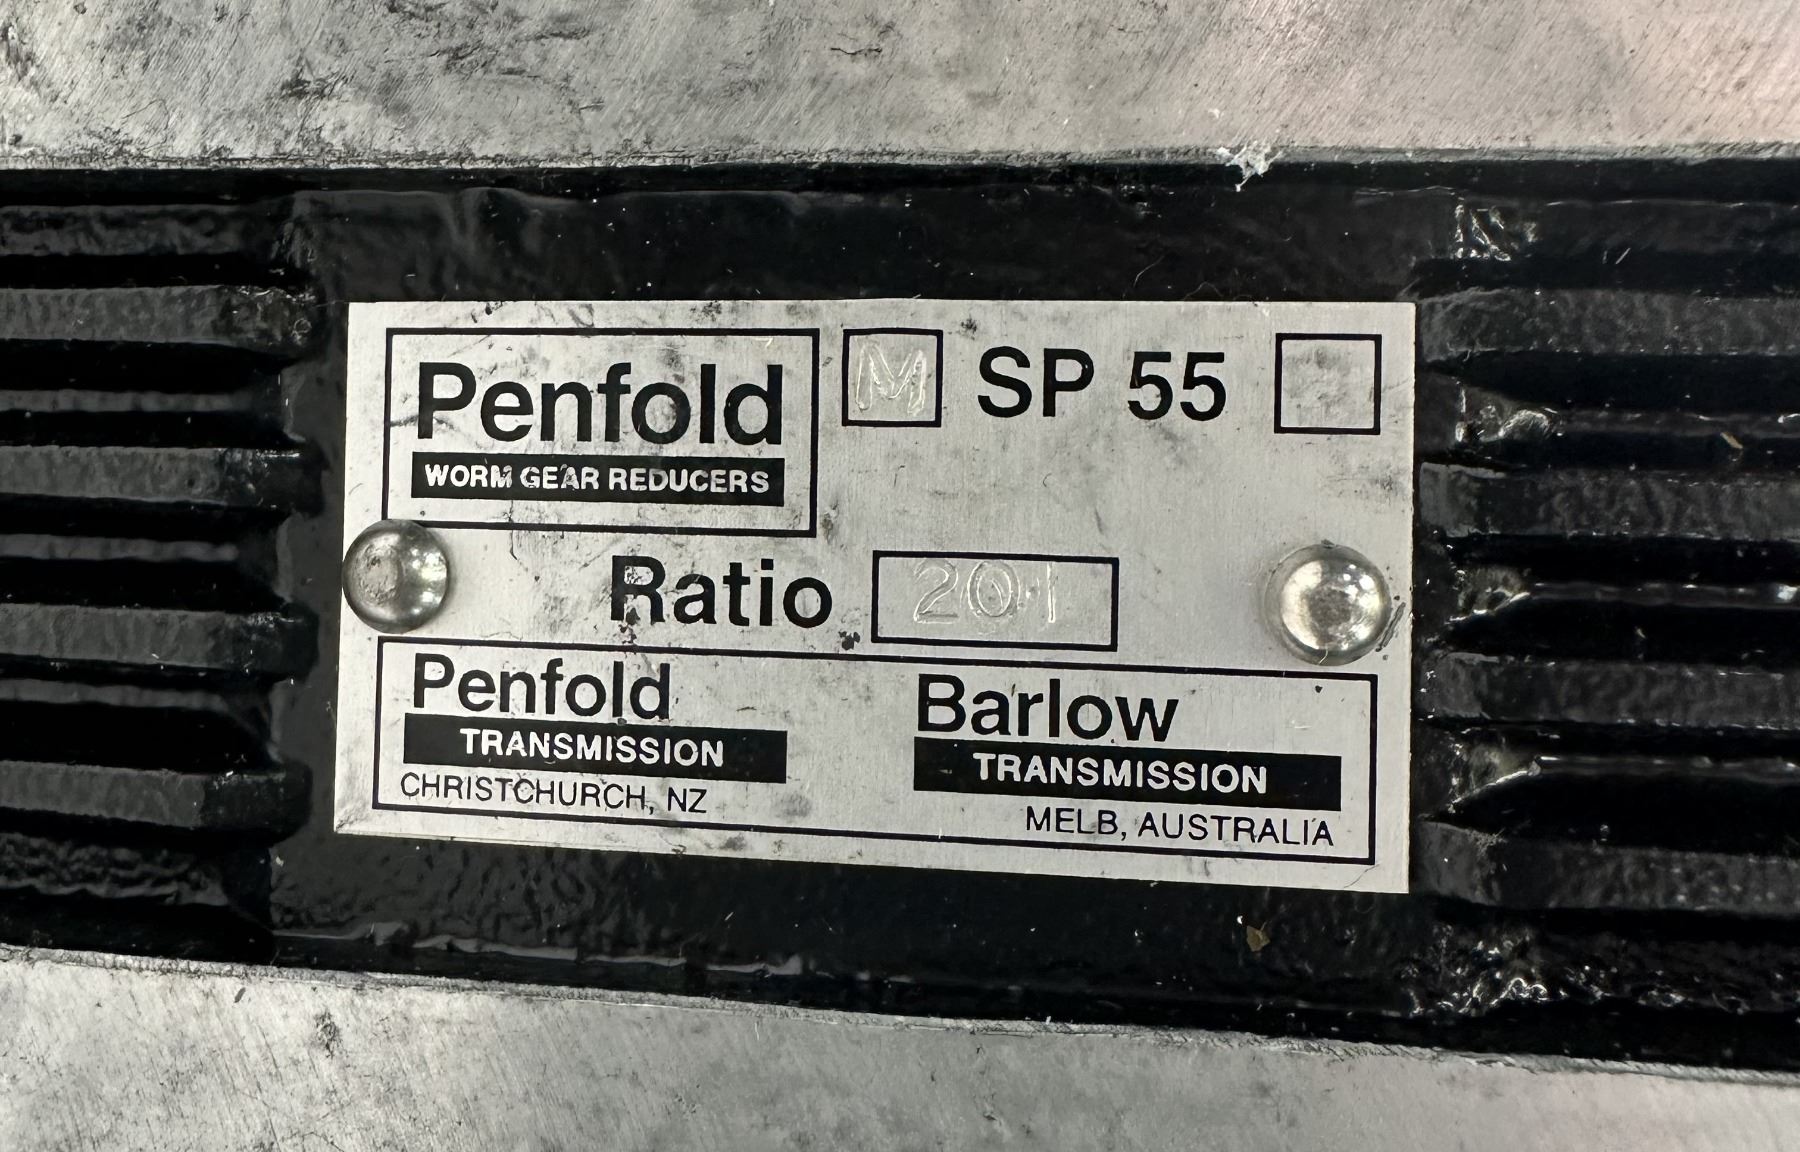 Penfold
WORM GEAR REDUCERS
M SP 55
Ratio 20·1
Penfold
TRANSMISSION
CHRISTCHURCH, NZ
Barlow
TRANSMISSION
MELB, AUSTRALIA